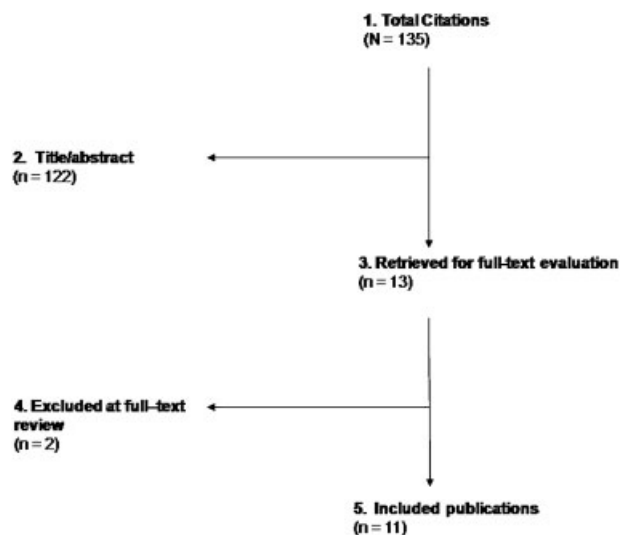 1. Total Citations
(N = 135)
2. Title/abstract
(n = 122)
3. Retrieved for full-text evaluation
(n = 13)
4. Excluded at full-text
review
(n = 2)
5. Included publications
(n = 11)